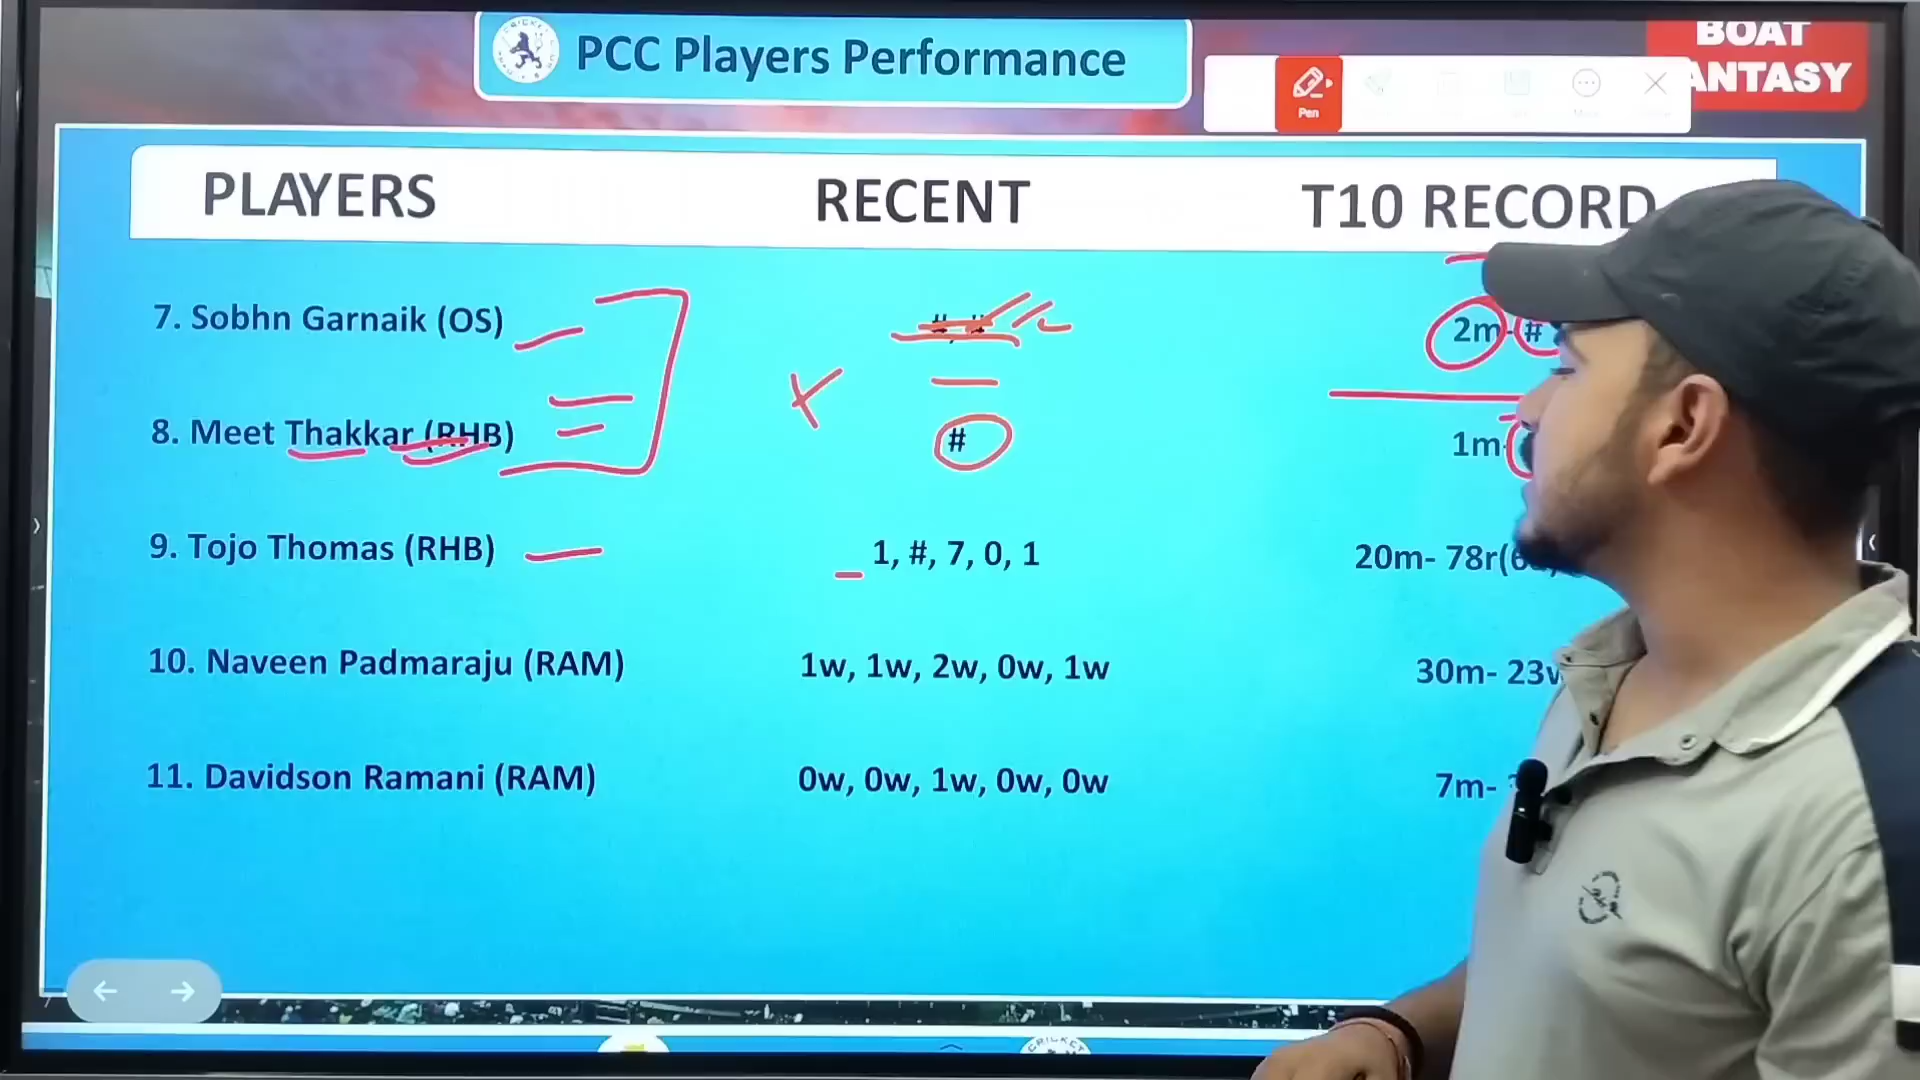 PCC Players Performance
BOAT
ANTASY
Pen
PLAYERS RECENT T10 RECORD
7. Sobhn Garnaik (OS) #, # 2m- #
8. Meet Thakkar (RHB) # 1m-
9. Tojo Thomas (RHB) 1, #, 7, 0, 1 20m- 78r(6
10. Naveen Padmaraju (RAM) 1w, 1w, 2w, 0w, 1w 30m- 23w
11. Davidson Ramani (RAM) 0w, 0w, 1w, 0w, 0w 7m-
CRICKET